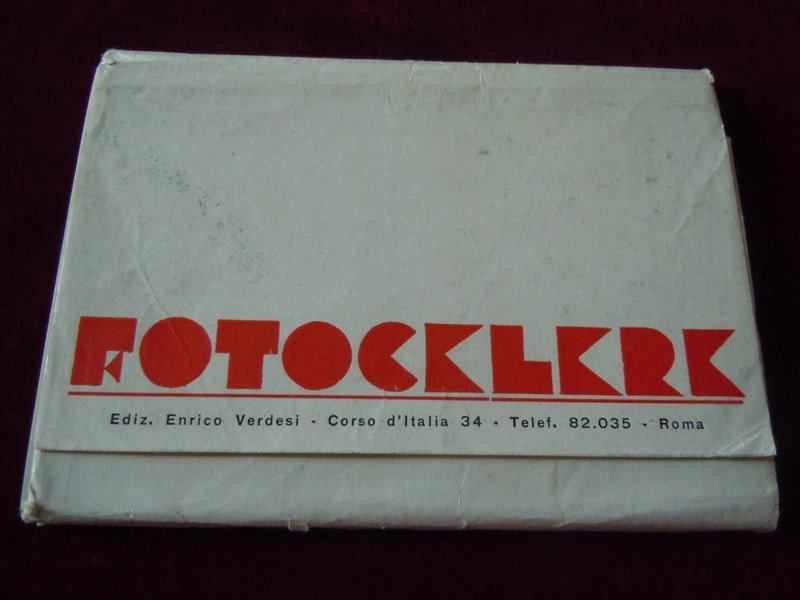 FOTOCELERE
Ediz. Enrico Verdesi - Corso d'Italia 34 - Telef. 82.035 - Roma